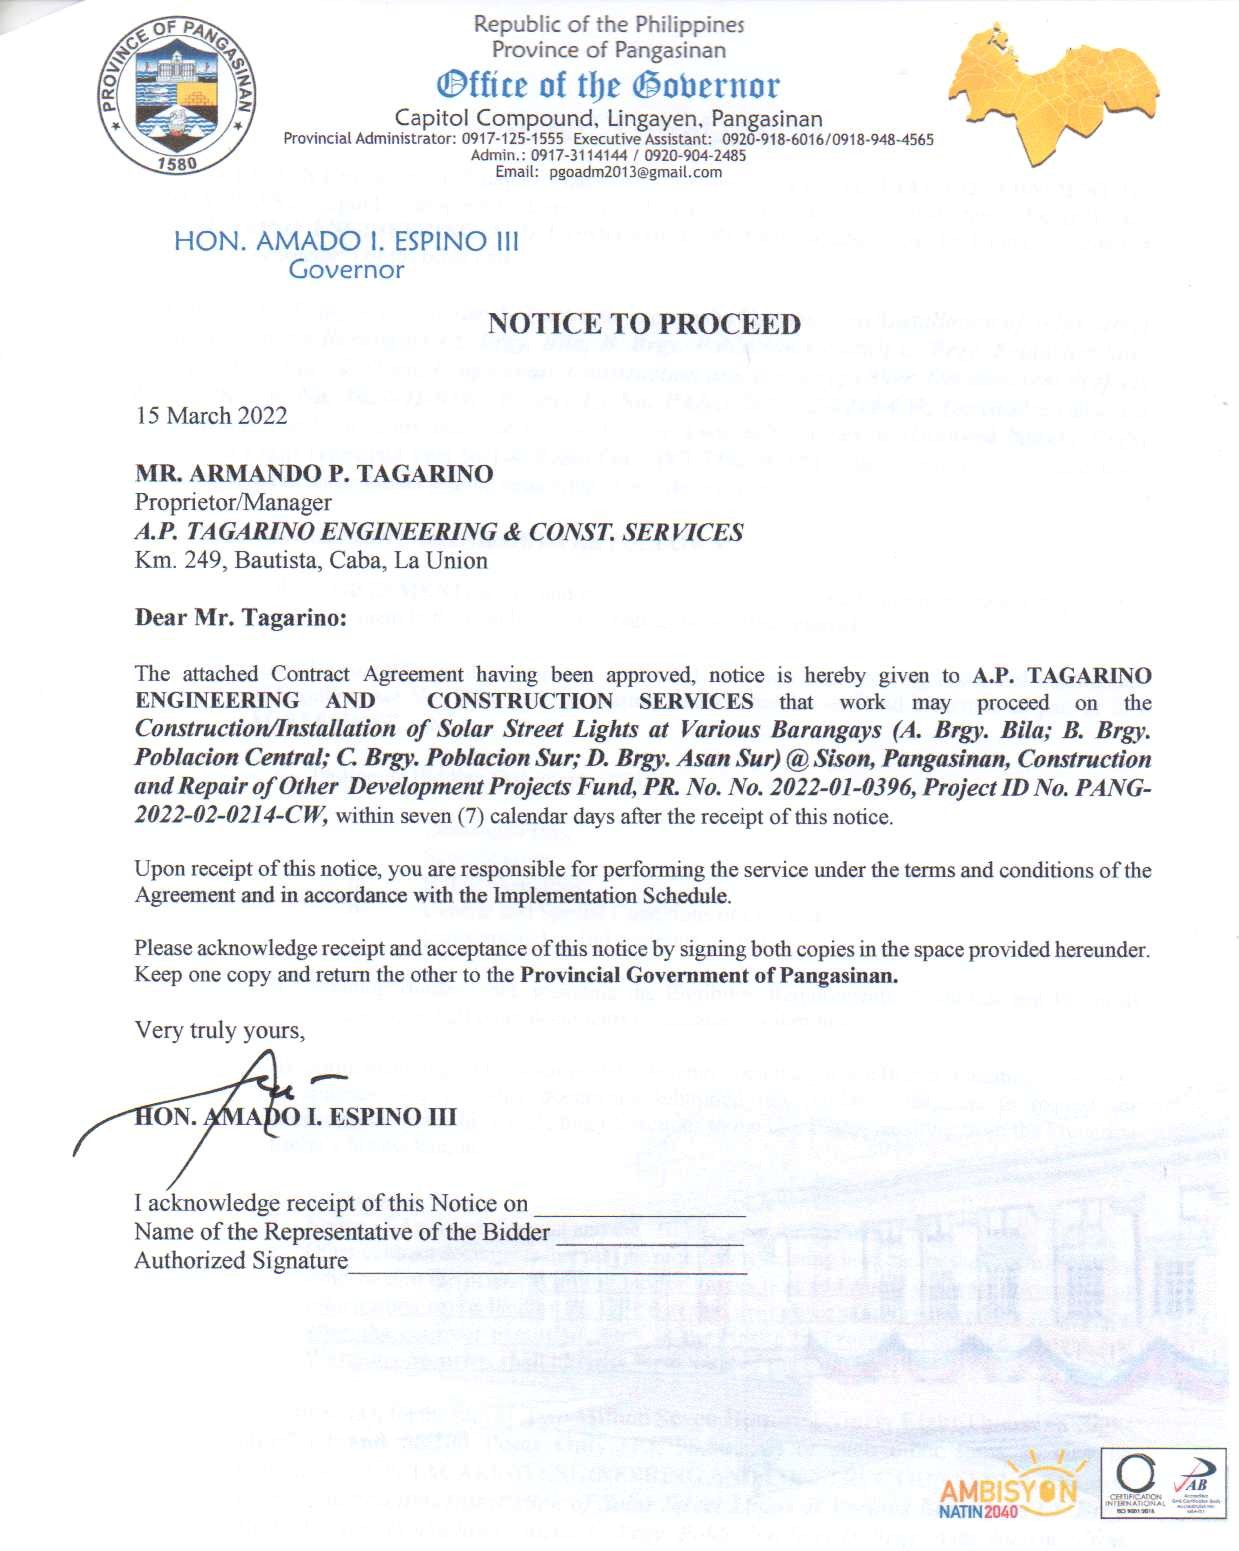 Republic of the Philippines
Province of Pangasinan
Office of the Governor
Capitol Compound, Lingayen, Pangasinan
Provincial Administrator: 0917-125-1555 Executive Assistant: 0920-918-6016/0918-948-4565
Admin.: 0917-3114144 / 0920-904-2485
Email: pgoadm2013@gmail.com
PROVINCE OF PANGASINAN
1580
HON. AMADO I. ESPINO III
Governor
NOTICE TO PROCEED
15 March 2022
MR. ARMANDO P. TAGARINO
Proprietor/Manager
A.P. TAGARINO ENGINEERING & CONST. SERVICES
Km. 249, Bautista, Caba, La Union
Dear Mr. Tagarino:
The attached Contract Agreement having been approved, notice is hereby given to A.P. TAGARINO
ENGINEERING AND CONSTRUCTION SERVICES that work may proceed on the
Construction/Installation of Solar Street Lights at Various Barangays (A. Brgy. Bila; B. Brgy.
Poblacion Central; C. Brgy. Poblacion Sur; D. Brgy. Asan Sur) @ Sison, Pangasinan, Construction
and Repair of Other Development Projects Fund, PR. No. No. 2022-01-0396, Project ID No. PANG-
2022-02-0214-CW, within seven (7) calendar days after the receipt of this notice.
Upon receipt of this notice, you are responsible for performing the service under the terms and conditions of the
Agreement and in accordance with the Implementation Schedule.
Please acknowledge receipt and acceptance of this notice by signing both copies in the space provided hereunder.
Keep one copy and return the other to the Provincial Government of Pangasinan.
Very truly yours,
HON. AMADO I. ESPINO III
I acknowledge receipt of this Notice on
Name of the Representative of the Bidder
Authorized Signature
AMBISYON
NATIN 2040
CERTIFICATION
INTERNATIONAL
ISO 9001:2015
PAB